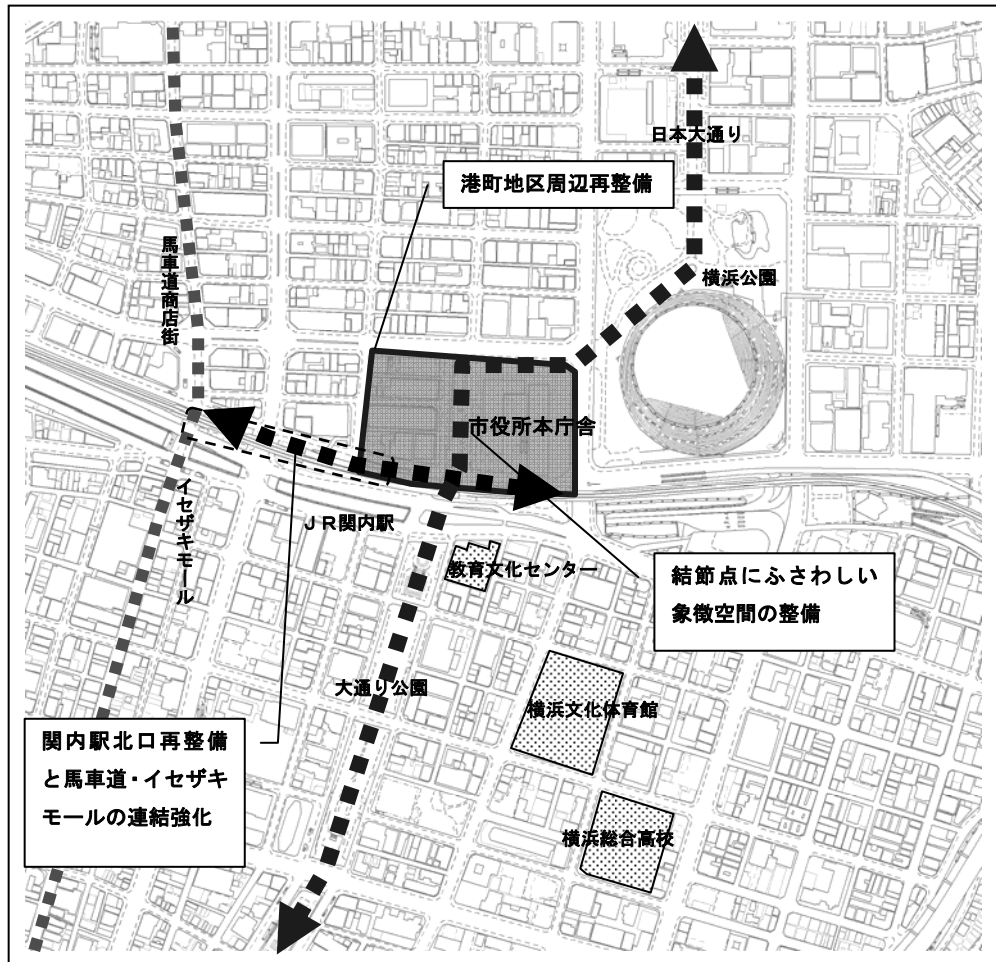 日本大通り
港町地区周辺再整備
馬車道商店街
横浜公園
市役所本庁舎
イセザキモール
JR関内駅
教育文化センター
結節点にふさわしい
象徴空間の整備
大通り公園
横浜文化体育館
関内駅北口再整備
と馬車道・イセザキ
モールの連結強化
横浜総合高校